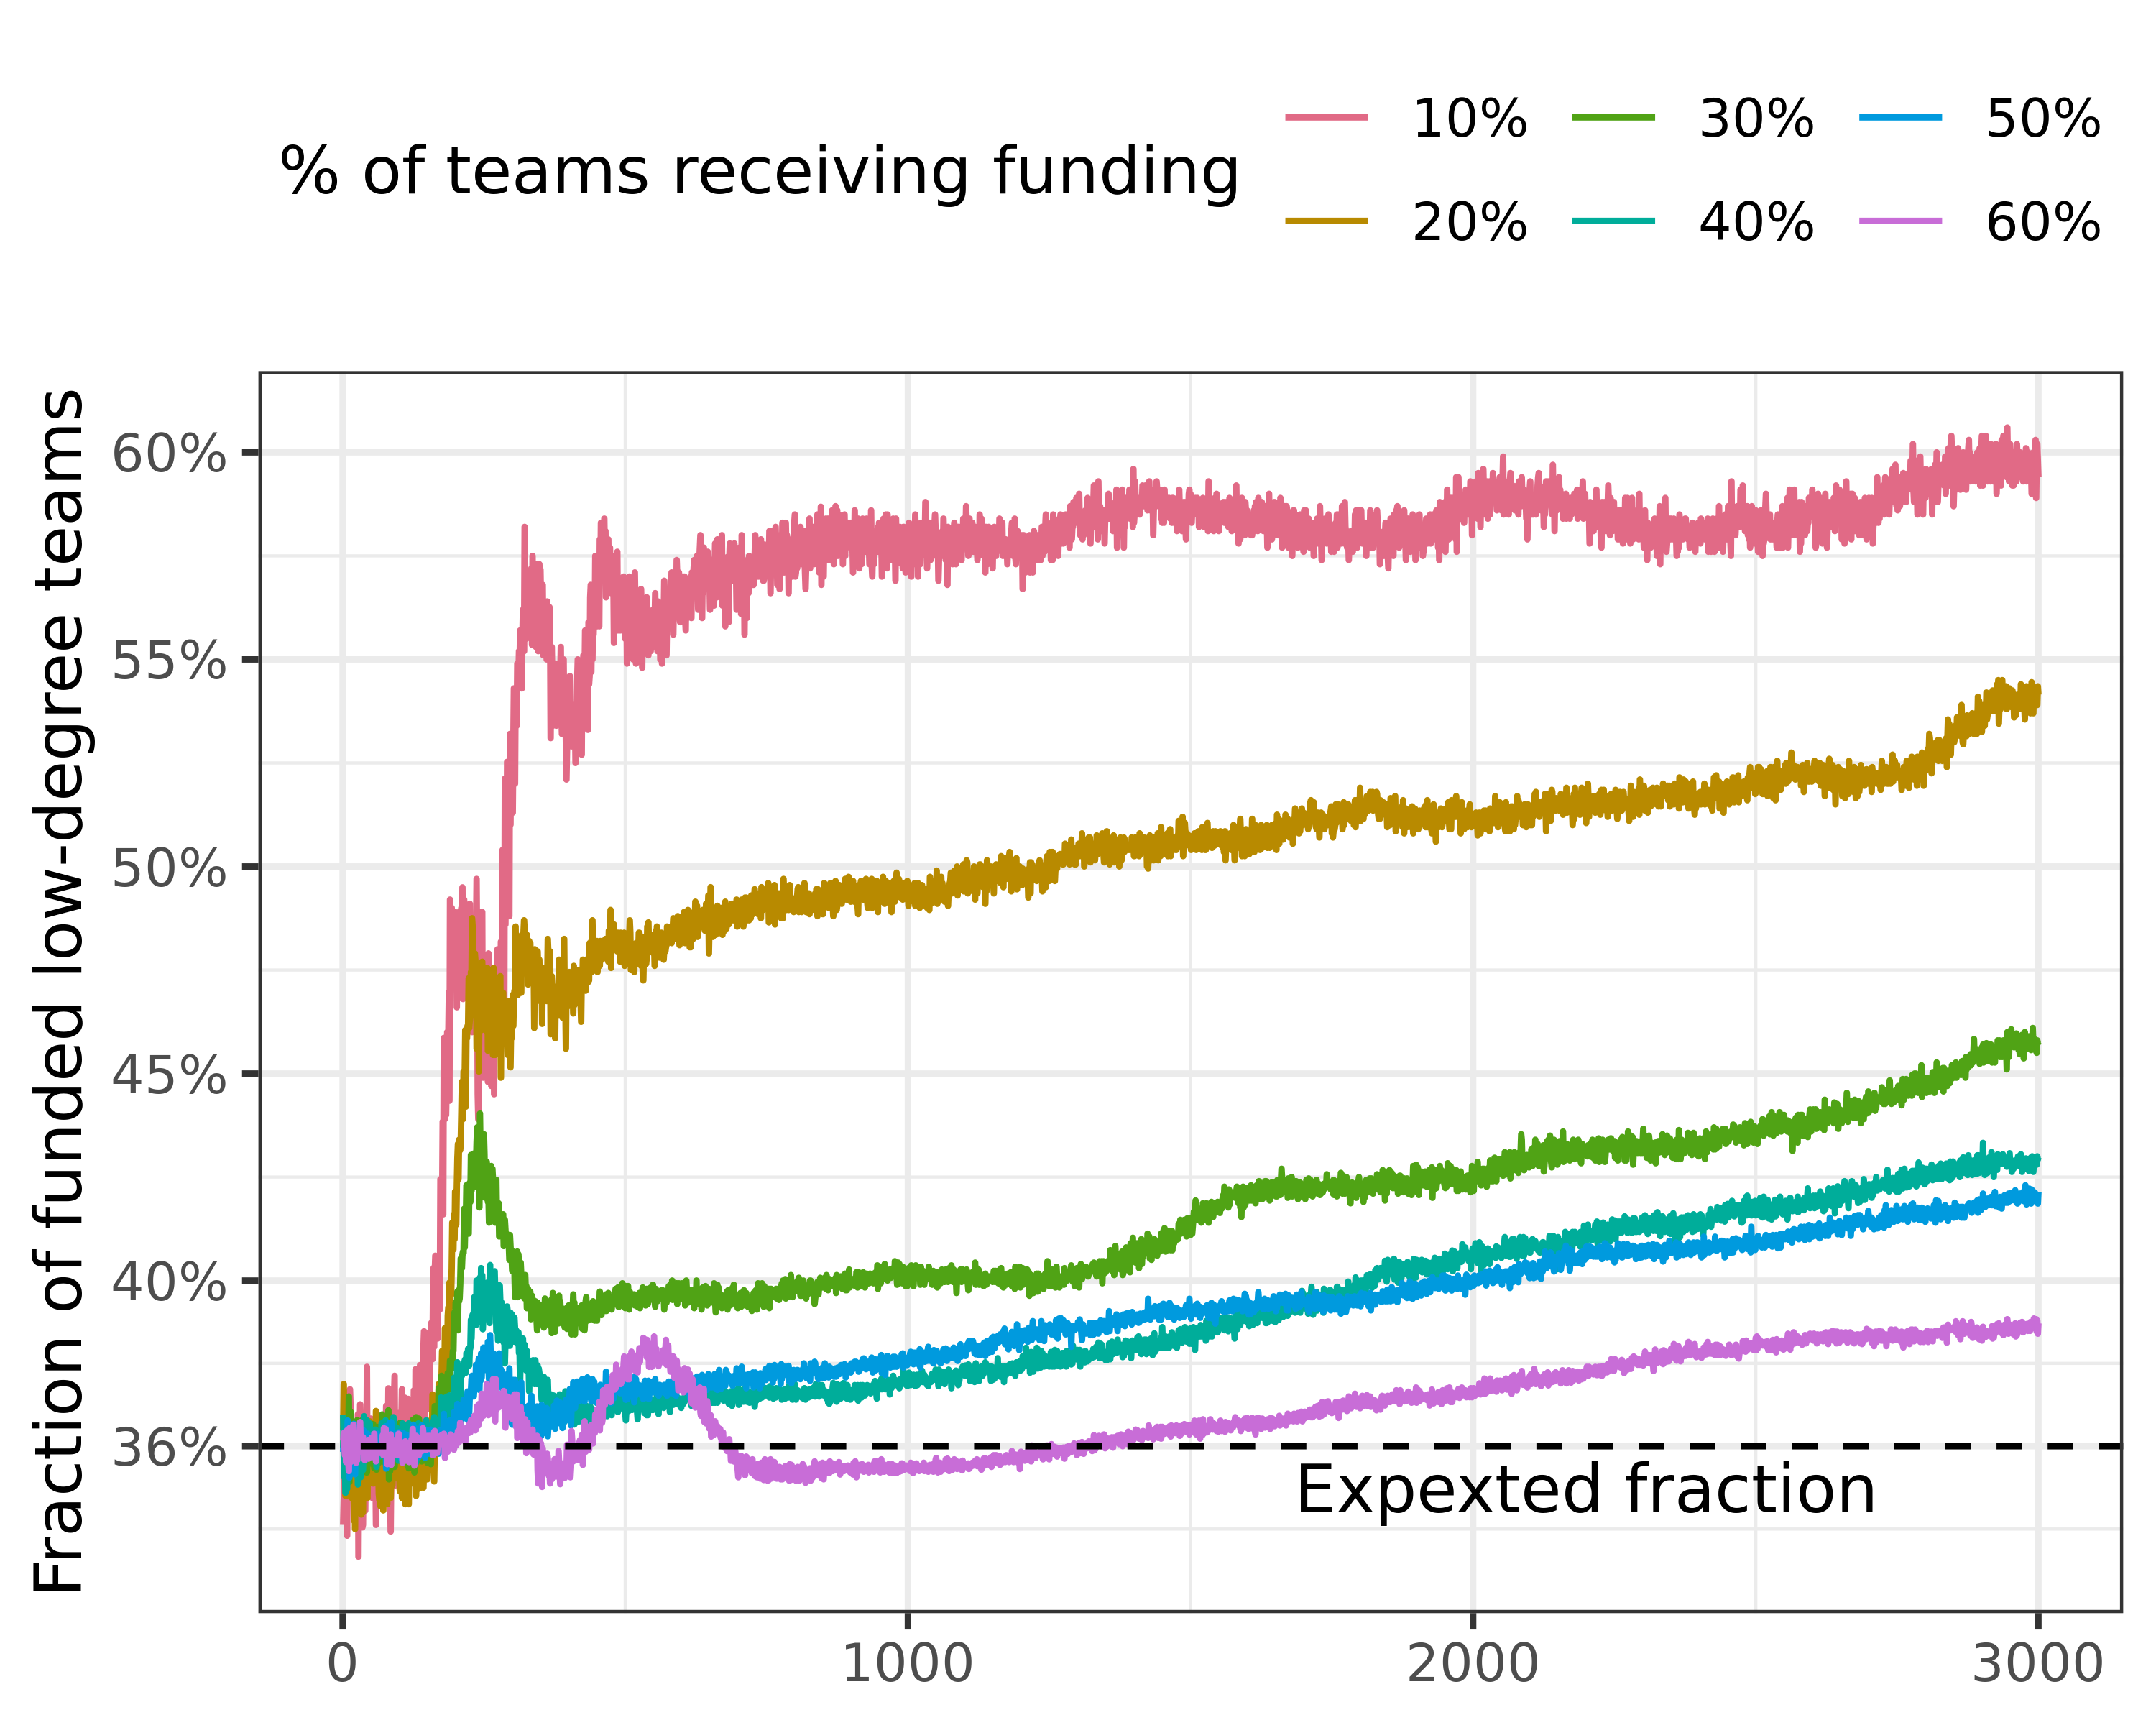 % of teams receiving funding
10% 30% 50%
20% 40% 60%
Fraction of funded low-degree teams
60%
55%
50%
45%
40%
36%
Expexted fraction
0 1000 2000 3000